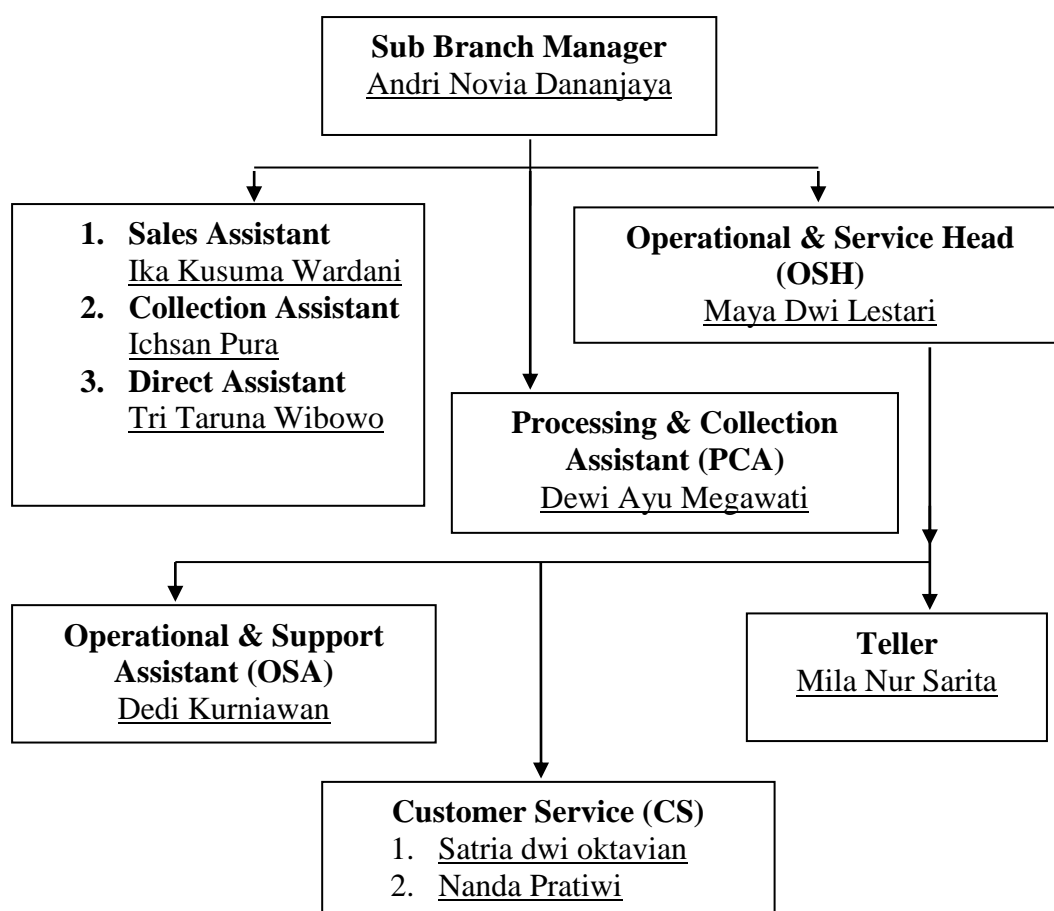 Sub Branch Manager
Andri Novia Dananjaya
1. Sales Assistant
Ika Kusuma Wardani
2. Collection Assistant
Ichsan Pura
3. Direct Assistant
Tri Taruna Wibowo
Operational & Service Head
(OSH)
Maya Dwi Lestari
Processing & Collection
Assistant (PCA)
Dewi Ayu Megawati
Operational & Support
Assistant (OSA)
Dedi Kurniawan
Teller
Mila Nur Sarita
Customer Service (CS)
1. Satria dwi oktavian
2. Nanda Pratiwi